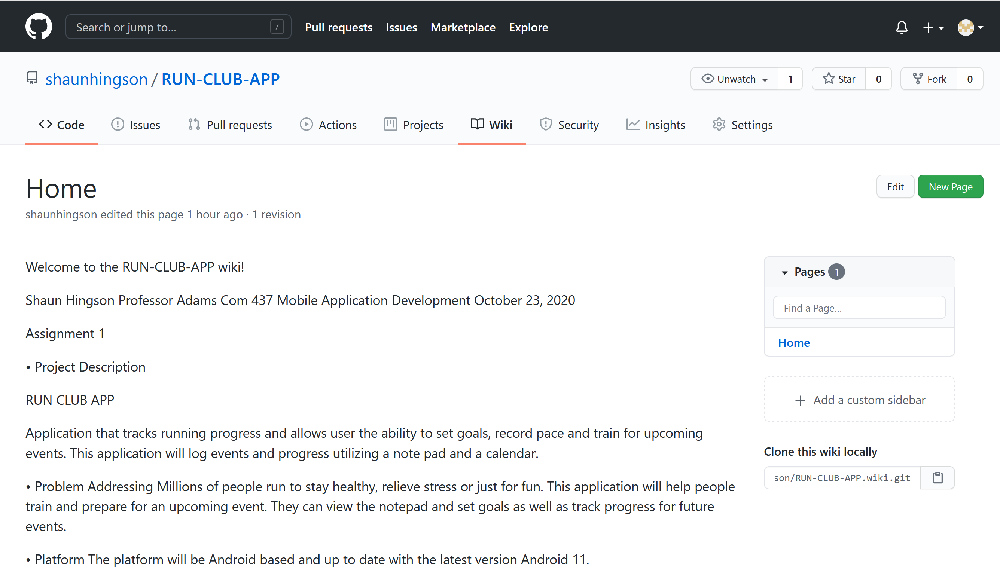 Search or jump to... /
Pull requests Issues Marketplace Explore
shaunhingson / RUN-CLUB-APP
Unwatch 1 Star 0 Fork 0
Code Issues Pull requests Actions Projects Wiki Security Insights Settings
Home
Edit New Page
shaunhingson edited this page 1 hour ago · 1 revision
Welcome to the RUN-CLUB-APP wiki!
Shaun Hingson Professor Adams Com 437 Mobile Application Development October 23, 2020
Assignment 1
• Project Description
RUN CLUB APP
Application that tracks running progress and allows user the ability to set goals, record pace and train for upcoming
events. This application will log events and progress utilizing a note pad and a calendar.
• Problem Addressing Millions of people run to stay healthy, relieve stress or just for fun. This application will help people
train and prepare for an upcoming event. They can view the notepad and set goals as well as track progress for future
events.
• Platform The platform will be Android based and up to date with the latest version Android 11.
Pages 1
Find a Page...
Home
+ Add a custom sidebar
Clone this wiki locally
son/RUN-CLUB-APP.wiki.git